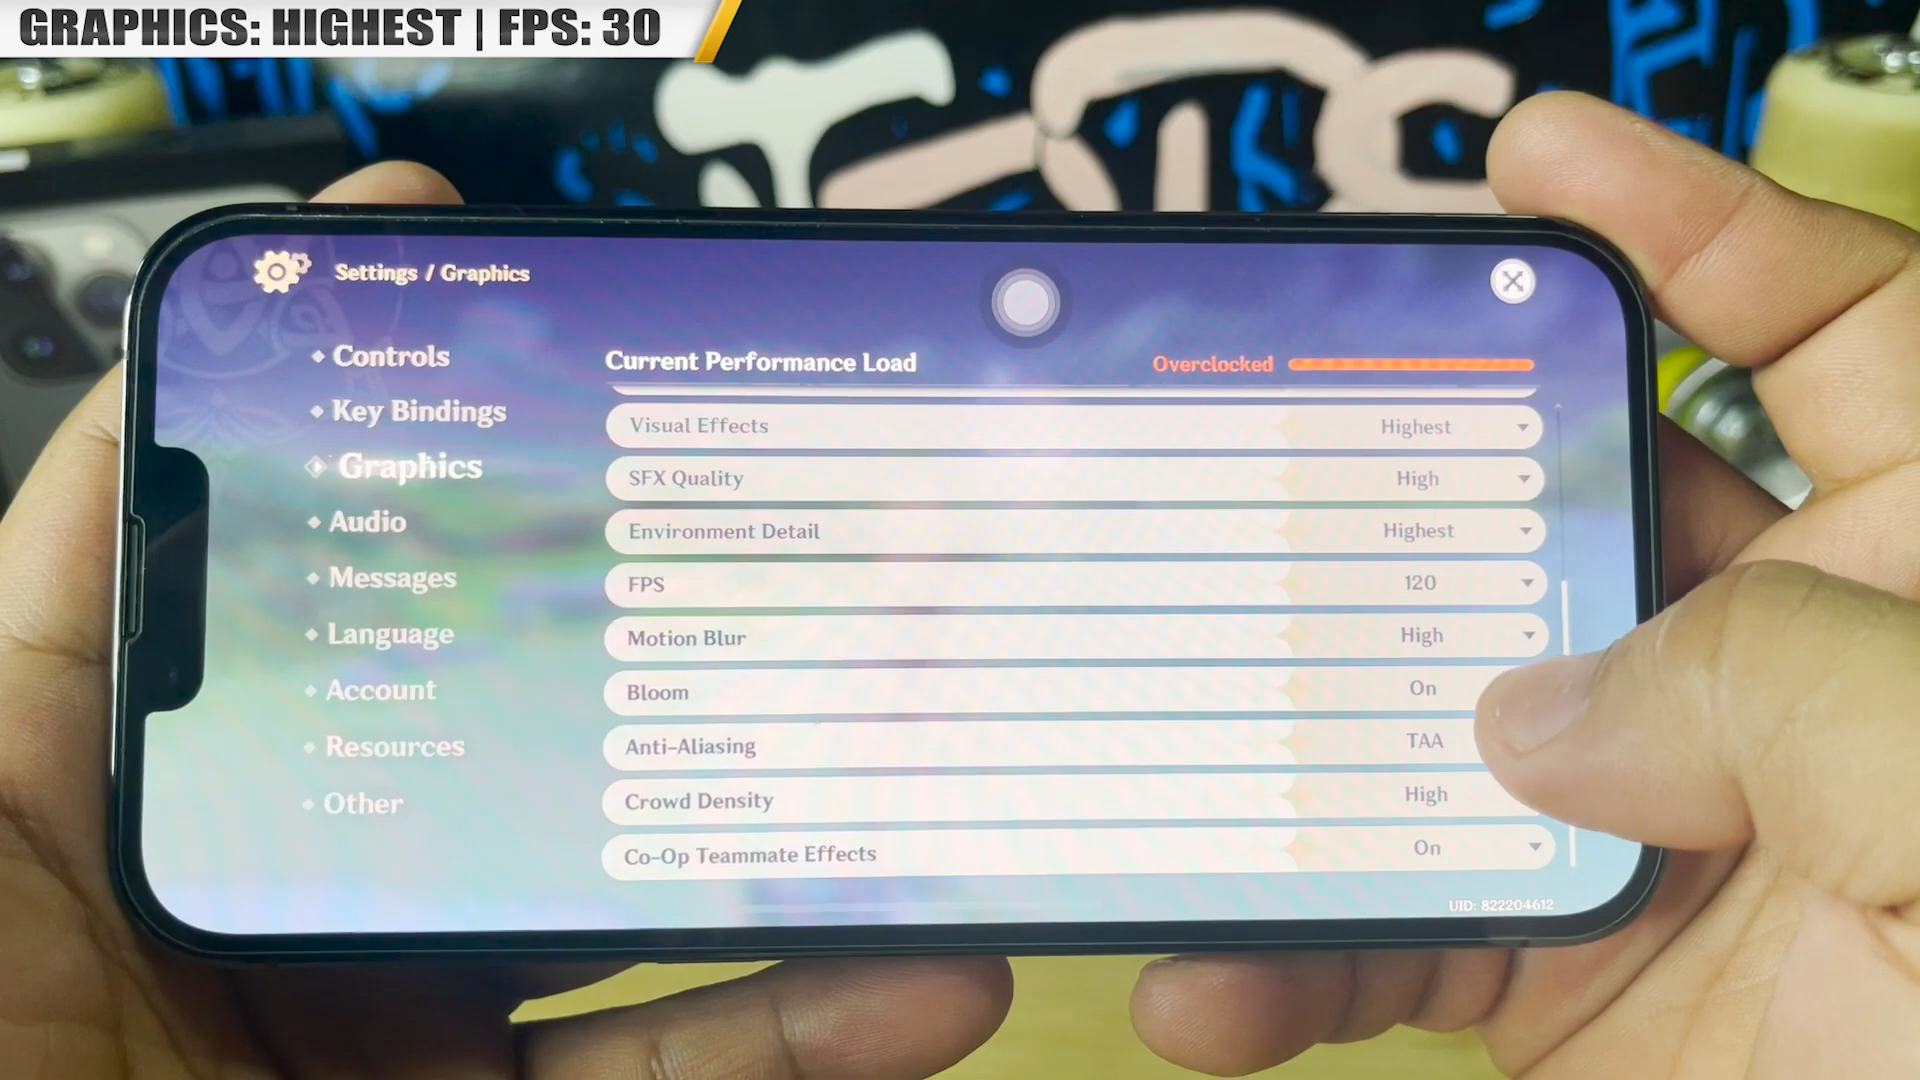 GRAPHICS: HIGHEST | FPS: 30
Settings / Graphics
Controls
Key Bindings
Graphics
Audio
Messages
Language
Account
Resources
Other
Current Performance Load Overclocked
Visual Effects Highest
SFX Quality High
Environment Detail Highest
FPS 120
Motion Blur High
Bloom On
Anti-Aliasing TAA
Crowd Density High
Co-Op Teammate Effects On
UID: 822204612